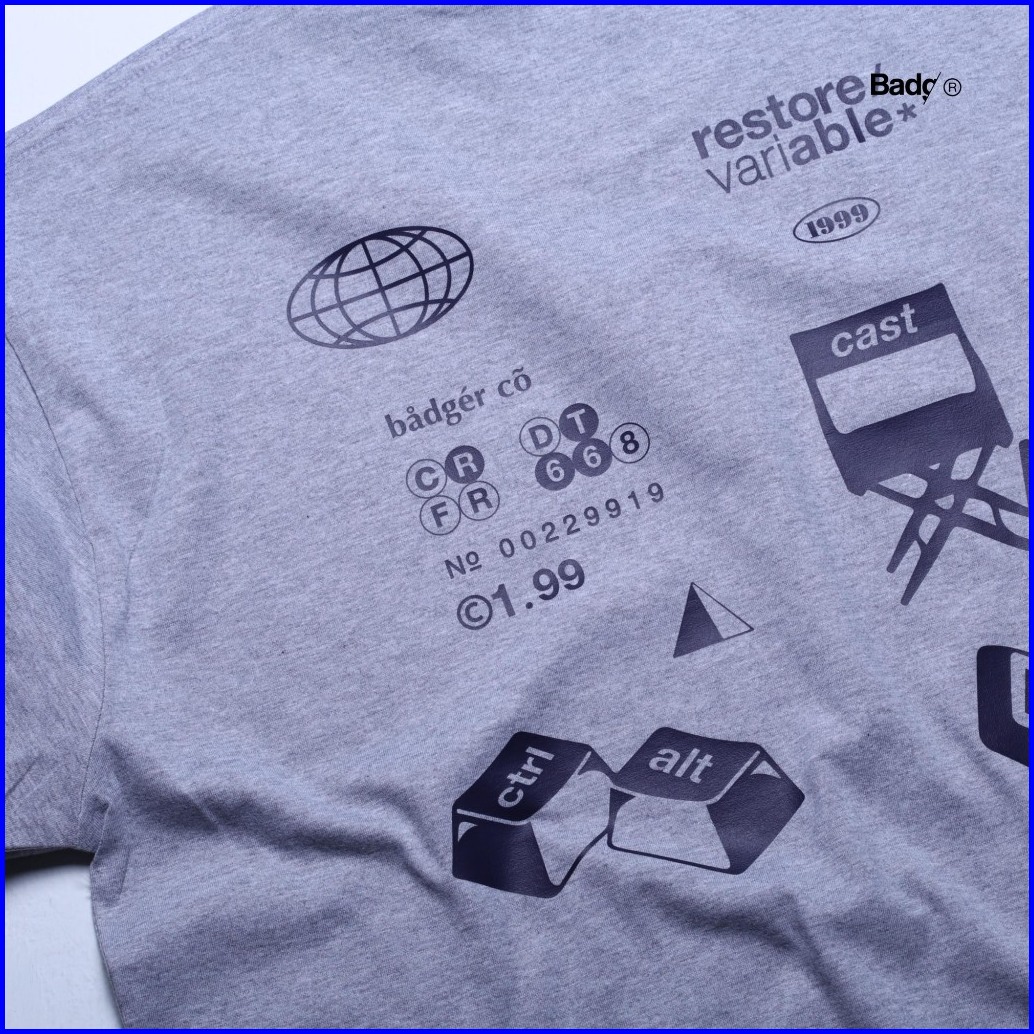 Badg ®
restore/
variable*
1999
cast
bådgér cõ
CR DT
FR 668
Nº 00229919
©1.99
ctrl
alt